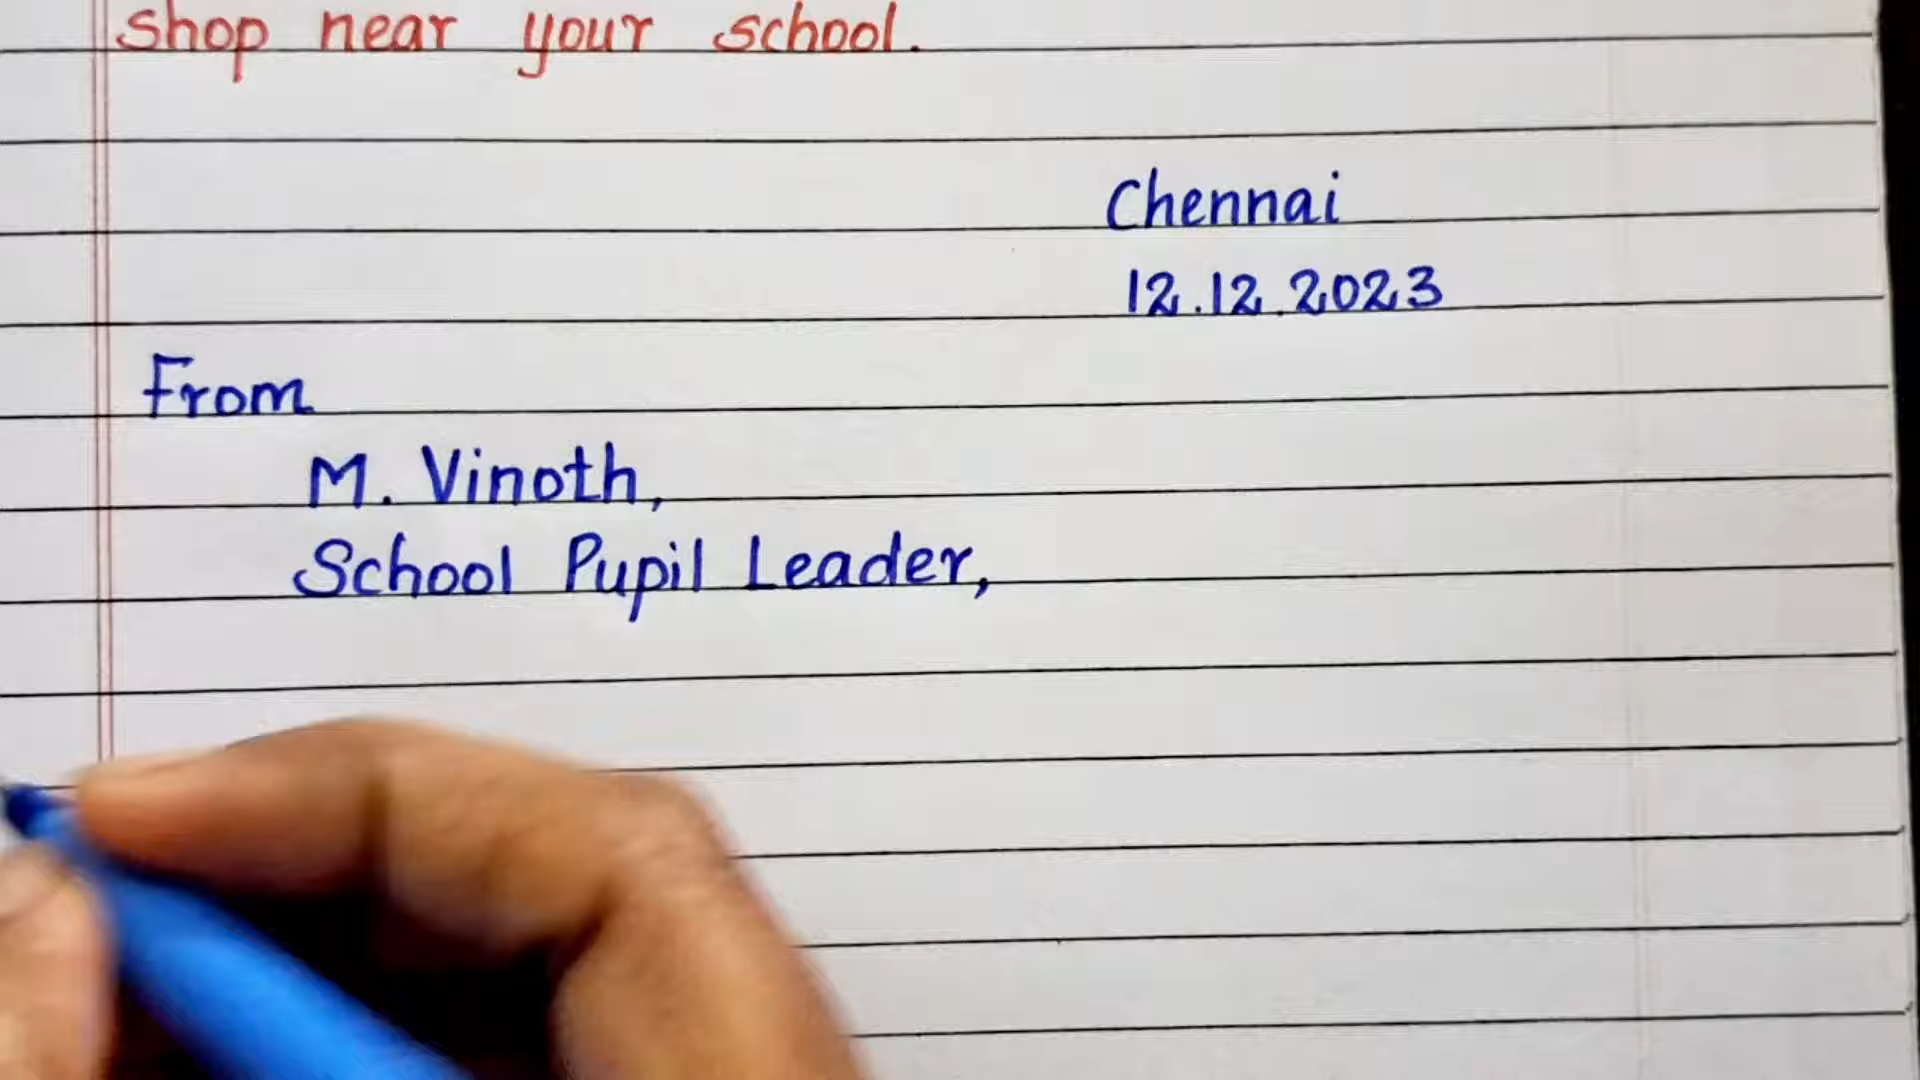 shop near your school.
Chennai
12.12.2023
From
M. Vinoth,
School Pupil Leader,